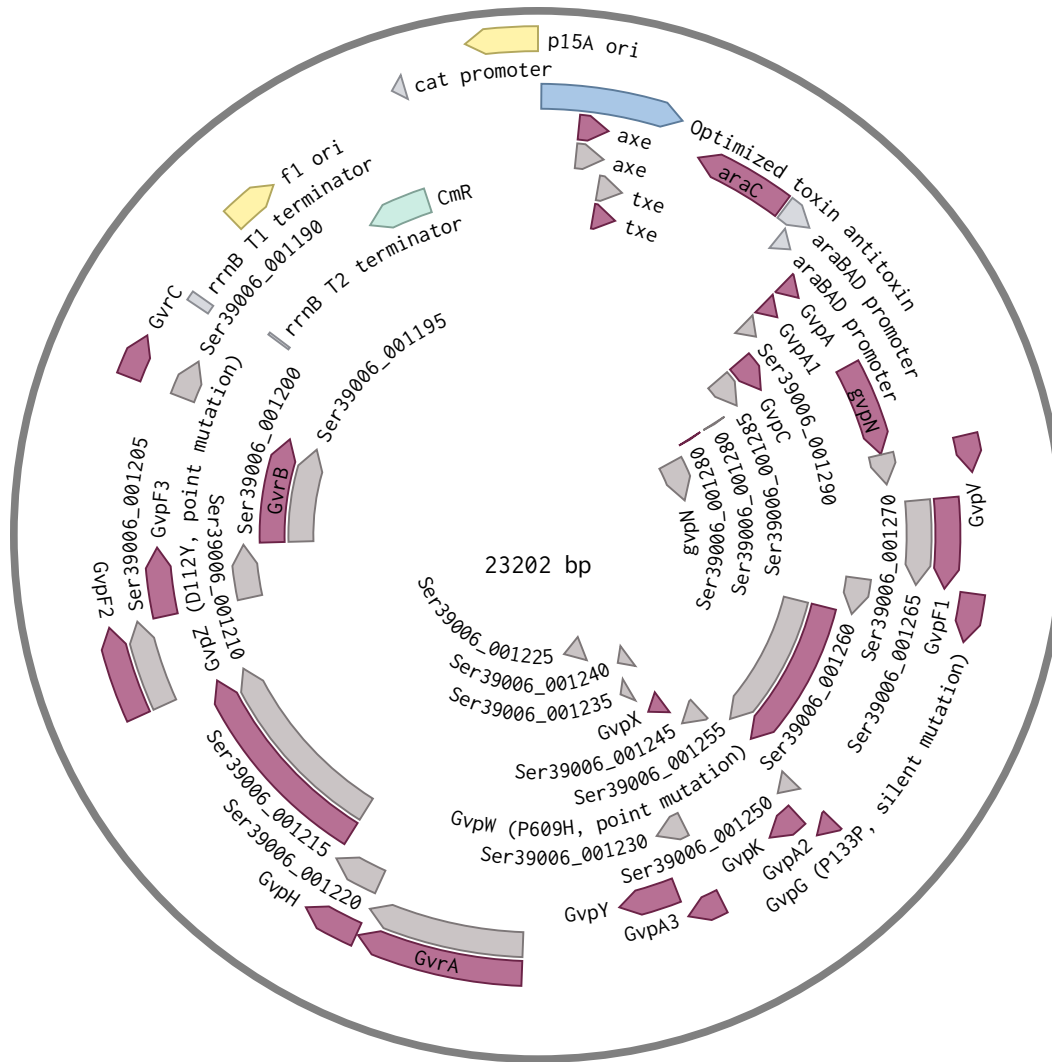 p15A ori
cat promoter
Optimized toxin antitoxin
axe
axe
txe
txe
araC
araBAD promoter
araBAD promoter
GvpA
GvpA1
Ser39006_001290
GvpC
Ser39006_001285
Ser39006_001280
Ser39006_001280
gvpN
gvpN
Ser39006_001270
GvpV
GvpF1
Ser39006_001265
Ser39006_001260
GvpG (P133P, silent mutation)
Ser39006_001255
GvpW (P609H, point mutation)
Ser39006_001250
GvpA2
GvpK
Ser39006_001245
GvpX
Ser39006_001240
Ser39006_001235
Ser39006_001230
GvpA3
GvpY
Ser39006_001225
GvrA
Ser39006_001220
GvpH
Ser39006_001215
GvpZ (D112Y, point mutation)
Ser39006_001210
GvpF2
Ser39006_001205
GvpF3
Ser39006_001200
GvrB
Ser39006_001195
GvrC
Ser39006_001190
rrnB T1 terminator
rrnB T2 terminator
f1 ori
CmR
23202 bp